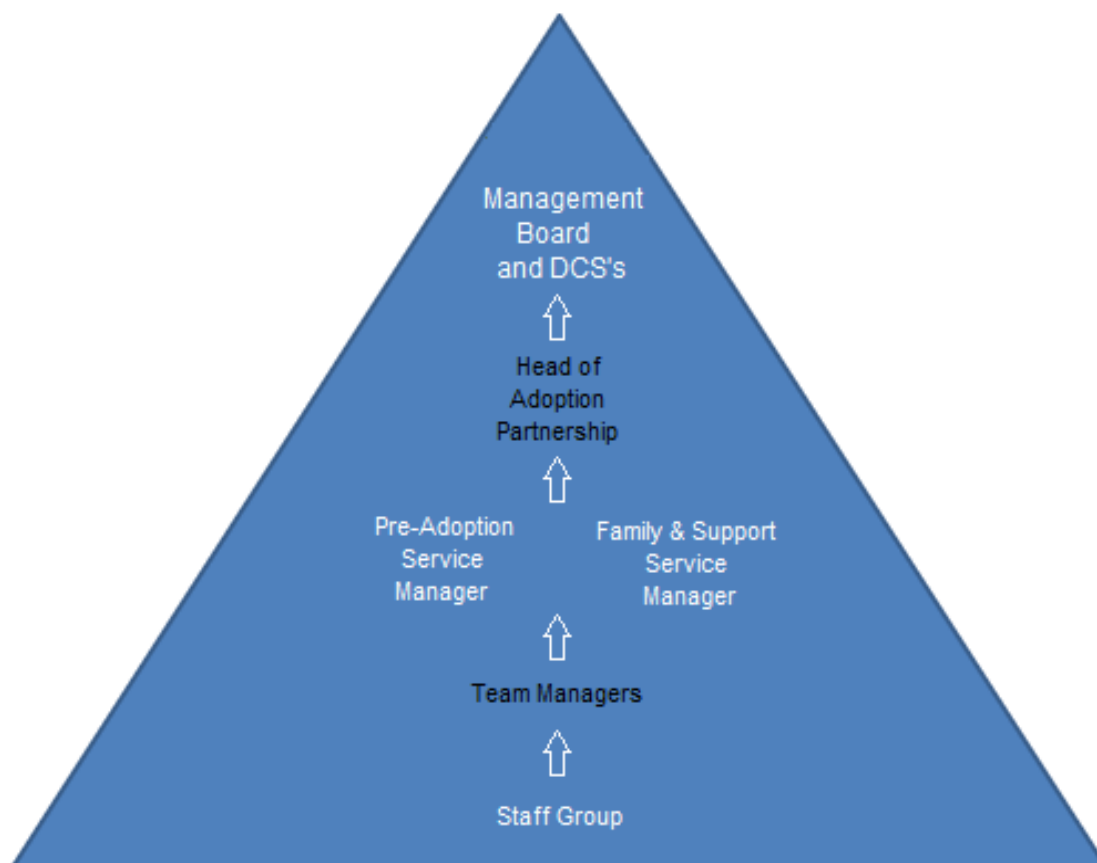 Management
Board
and DCS's
Head of
Adoption
Partnership
Pre-Adoption
Service
Manager
Family & Support
Service
Manager
Team Managers
Staff Group